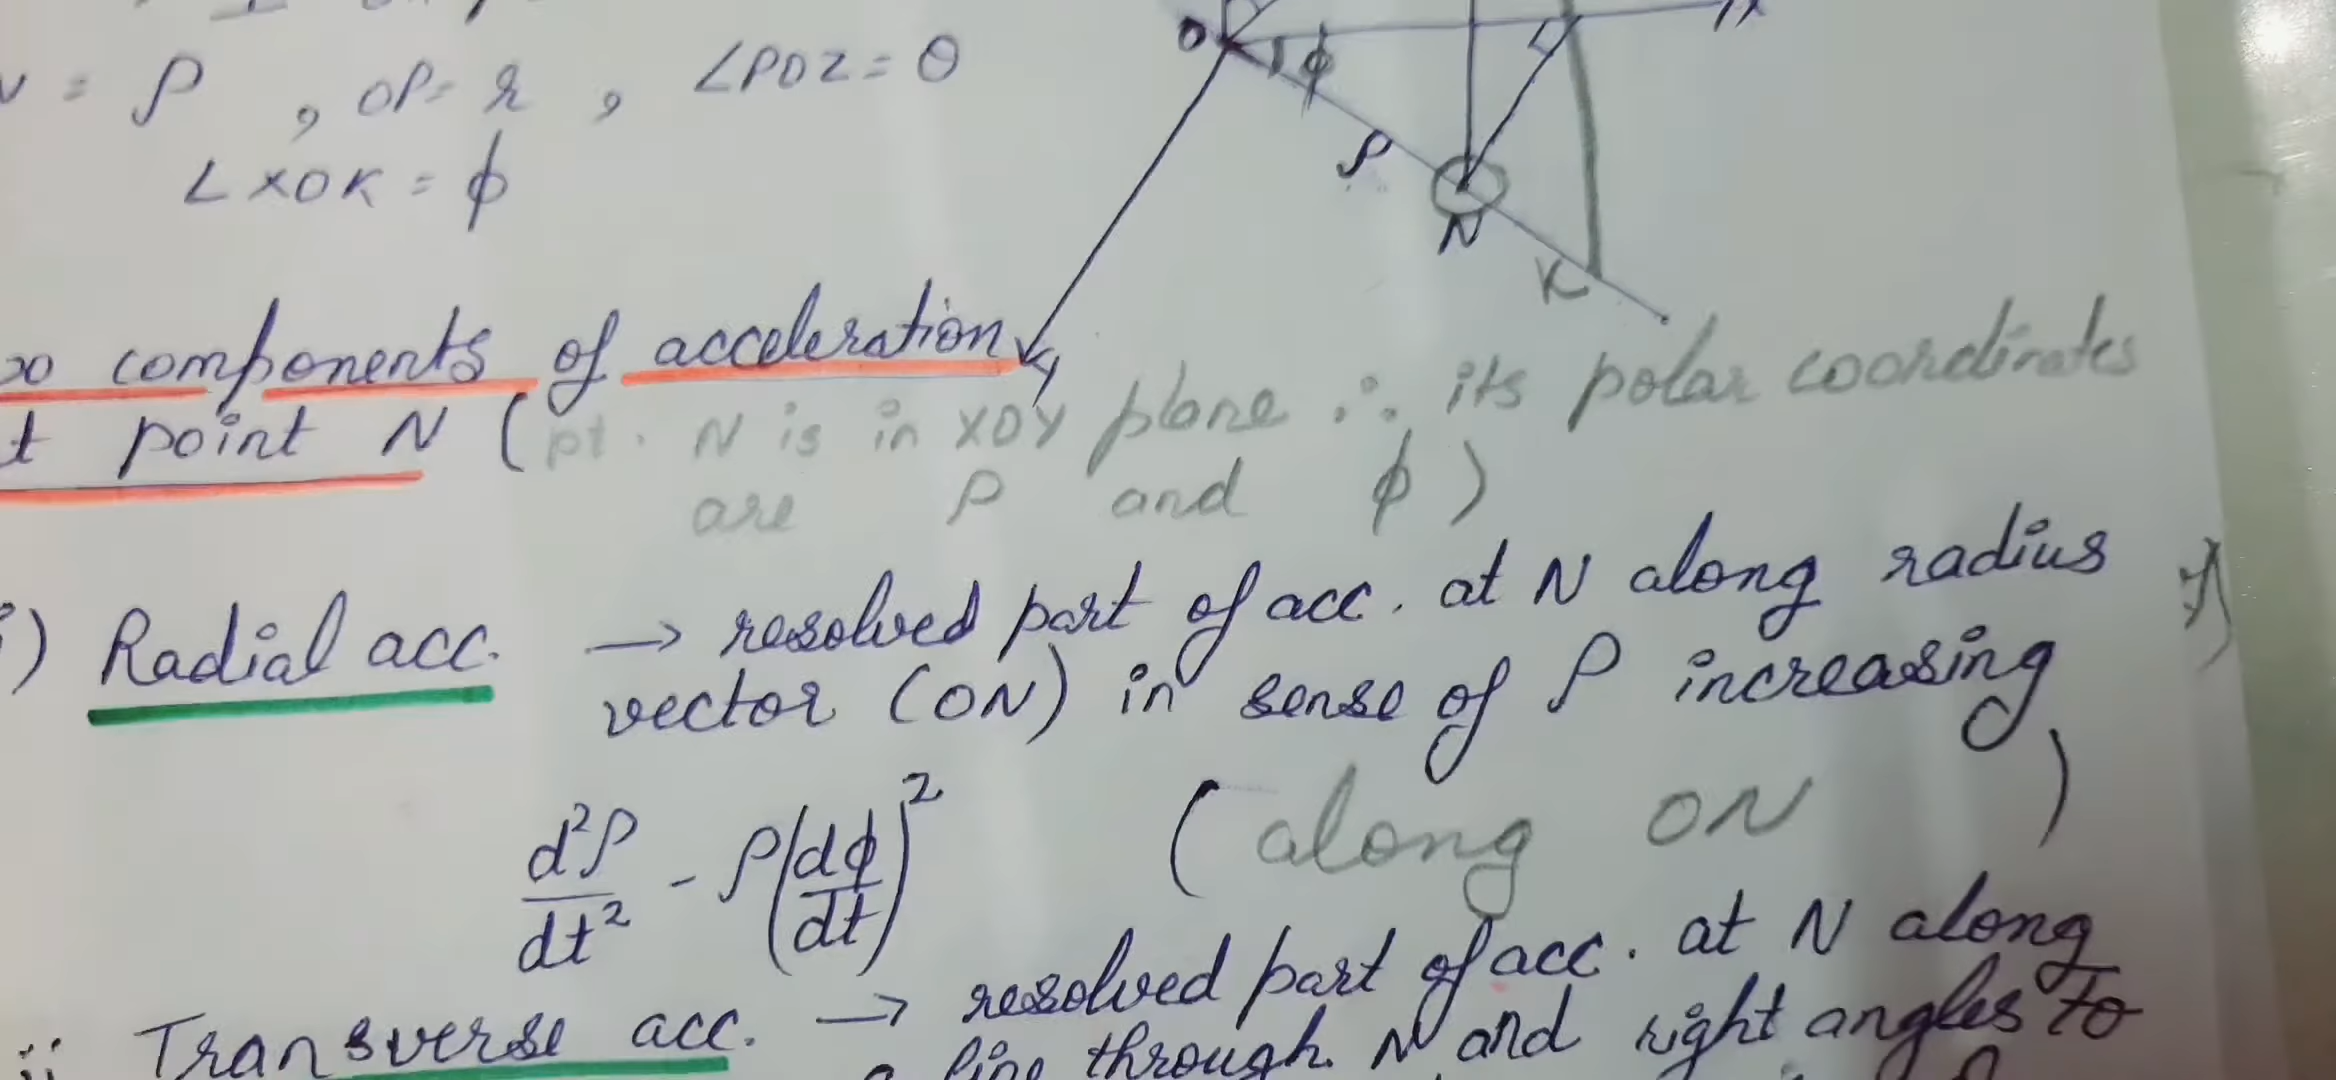 = ρ , OP = r , ∠POZ = θ
O ϕ
∠XOK = ϕ
ρ
N
K
components of acceleration
Y
point N (pt. N is in XOY plane ∴ its polar coordinates
are ρ and ϕ)
i) Radial acc. → resolved part of acc. at N along radius
vector (ON) in sense of ρ increasing
d²ρ/dt² - ρ(dϕ/dt)² (along ON)
ii Transverse acc. → resolved part of acc. at N along
a line through N and right angles to